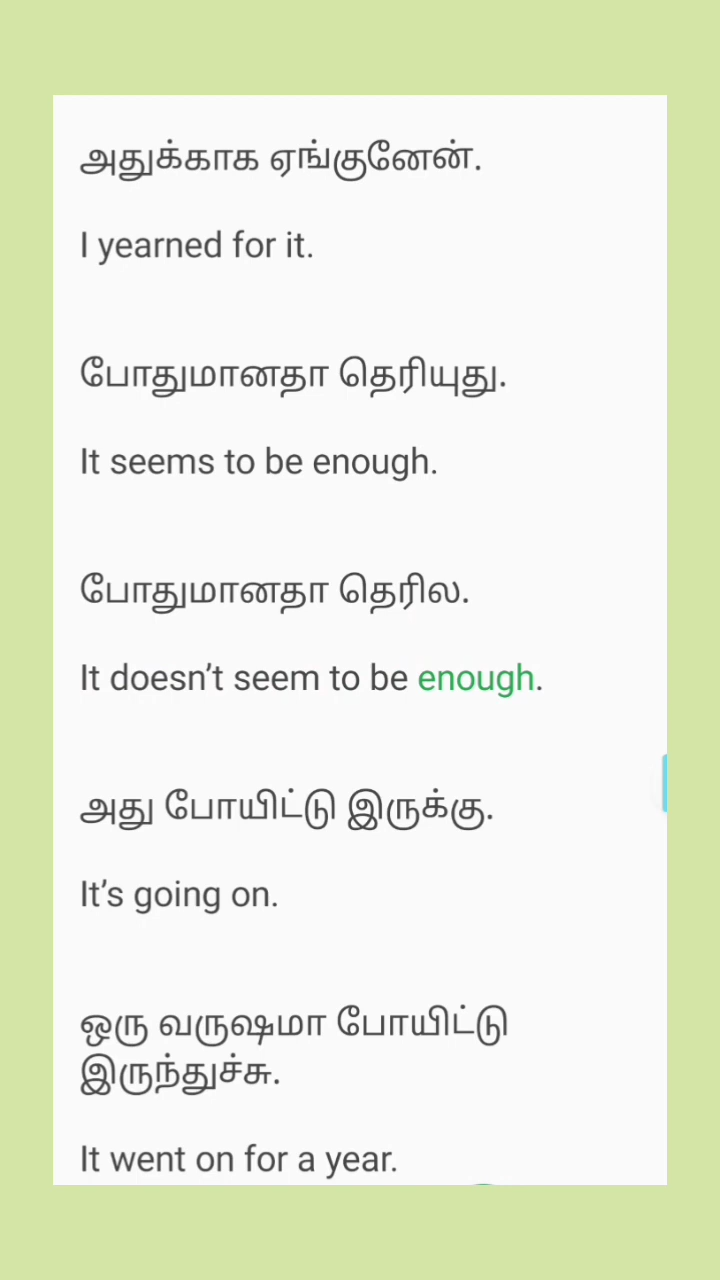 அதுக்காக ஏங்குனேன்.
I yearned for it.
போதுமானதா தெரியுது.
It seems to be enough.
போதுமானதா தெரில.
It doesn’t seem to be enough.
அது போயிட்டு இருக்கு.
It’s going on.
ஒரு வருஷமா போயிட்டு
இருந்துச்சு.
It went on for a year.